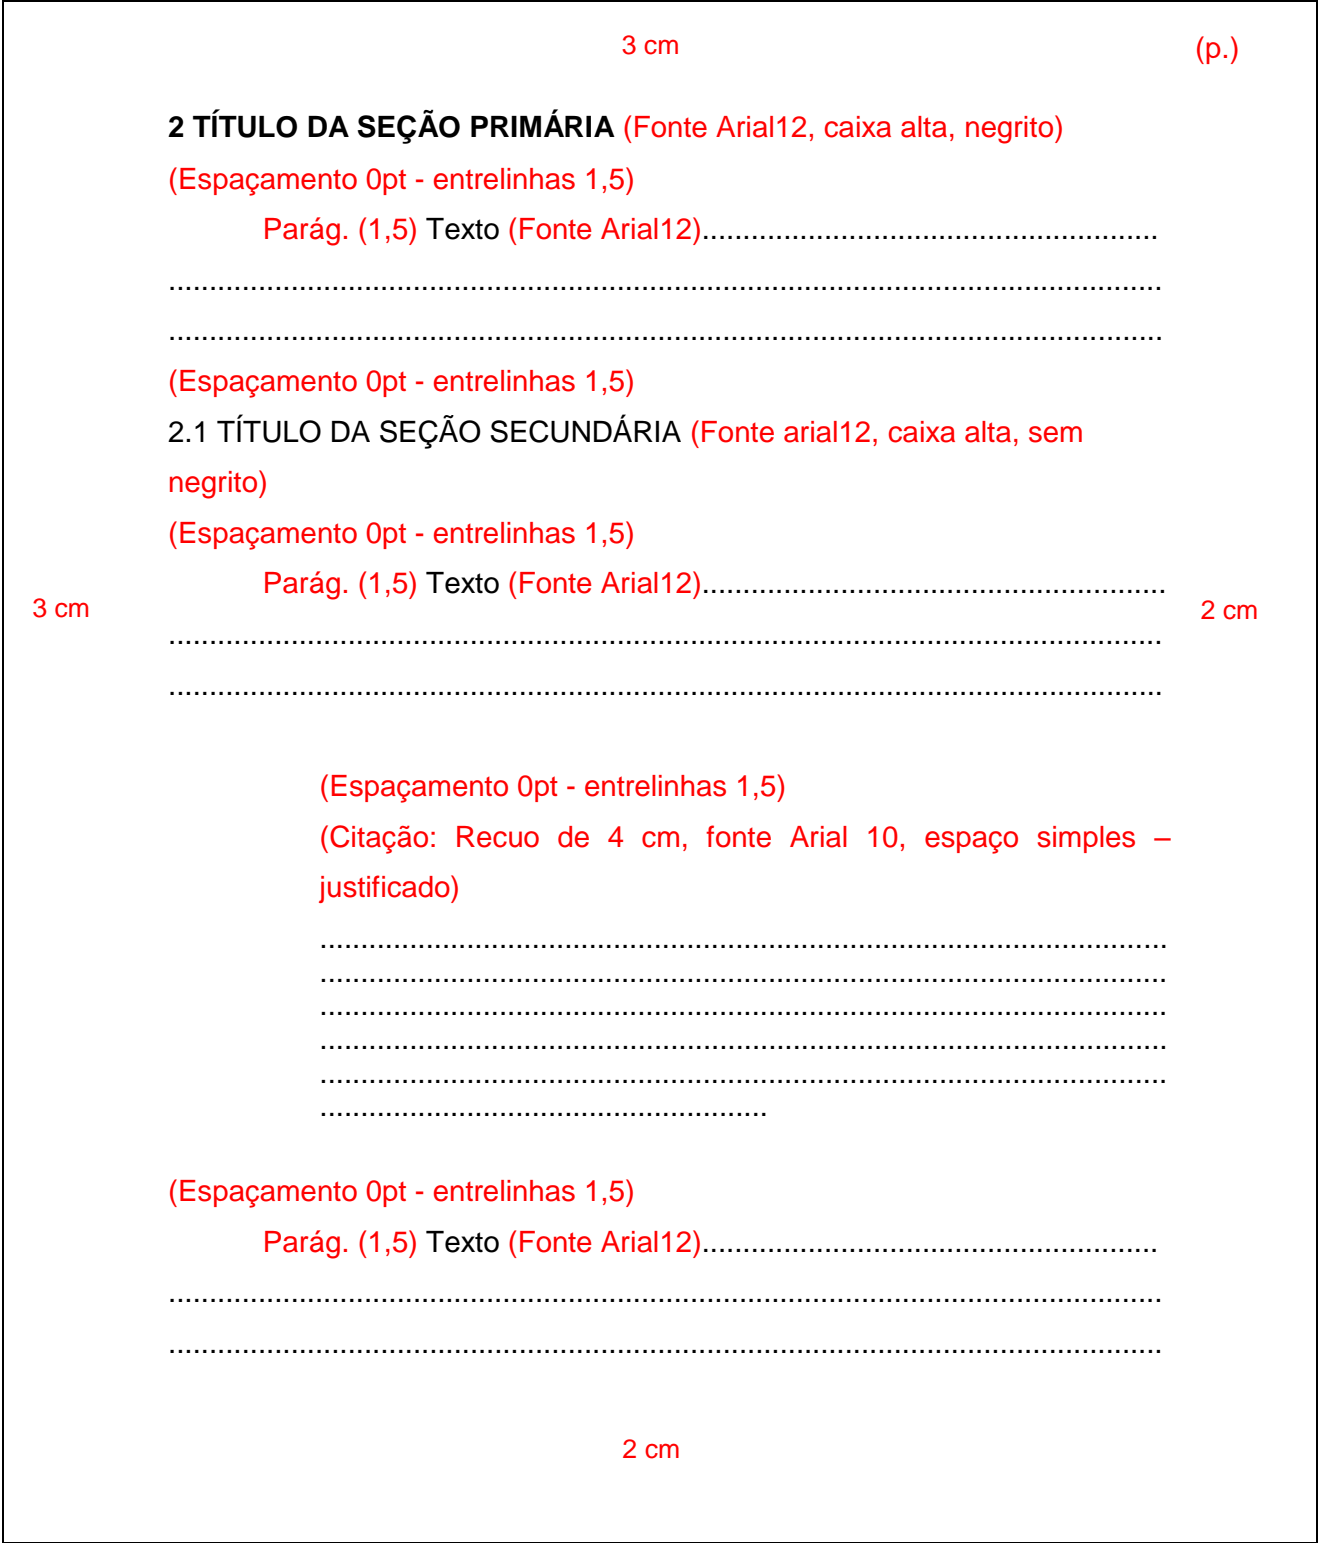 3 cm
(p.)
2 TÍTULO DA SEÇÃO PRIMÁRIA (Fonte Arial12, caixa alta, negrito)
(Espaçamento 0pt - entrelinhas 1,5)
Parág. (1,5) Texto (Fonte Arial12)........................................................
..........................................................................................................................
..........................................................................................................................
(Espaçamento 0pt - entrelinhas 1,5)
2.1 TÍTULO DA SEÇÃO SECUNDÁRIA (Fonte arial12, caixa alta, sem
negrito)
(Espaçamento 0pt - entrelinhas 1,5)
Parág. (1,5) Texto (Fonte Arial12).........................................................
3 cm
2 cm
..........................................................................................................................
..........................................................................................................................
(Espaçamento 0pt - entrelinhas 1,5)
(Citação: Recuo de 4 cm, fonte Arial 10, espaço simples –
justificado)
........................................................................................................
........................................................................................................
........................................................................................................
........................................................................................................
........................................................................................................
.......................................................
(Espaçamento 0pt - entrelinhas 1,5)
Parág. (1,5) Texto (Fonte Arial12)........................................................
..........................................................................................................................
..........................................................................................................................
2 cm